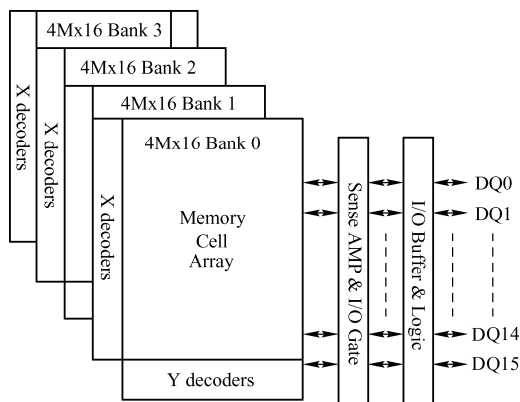 4Mx16 Bank 3
4Mx16 Bank 2
4Mx16 Bank 1
4Mx16 Bank 0
X decoders
X decoders
X decoders
Memory
Cell
Array
Y decoders
Sense AMP & I/O Gate
I/O Buffer & Logic
DQ0
DQ1
DQ14
DQ15